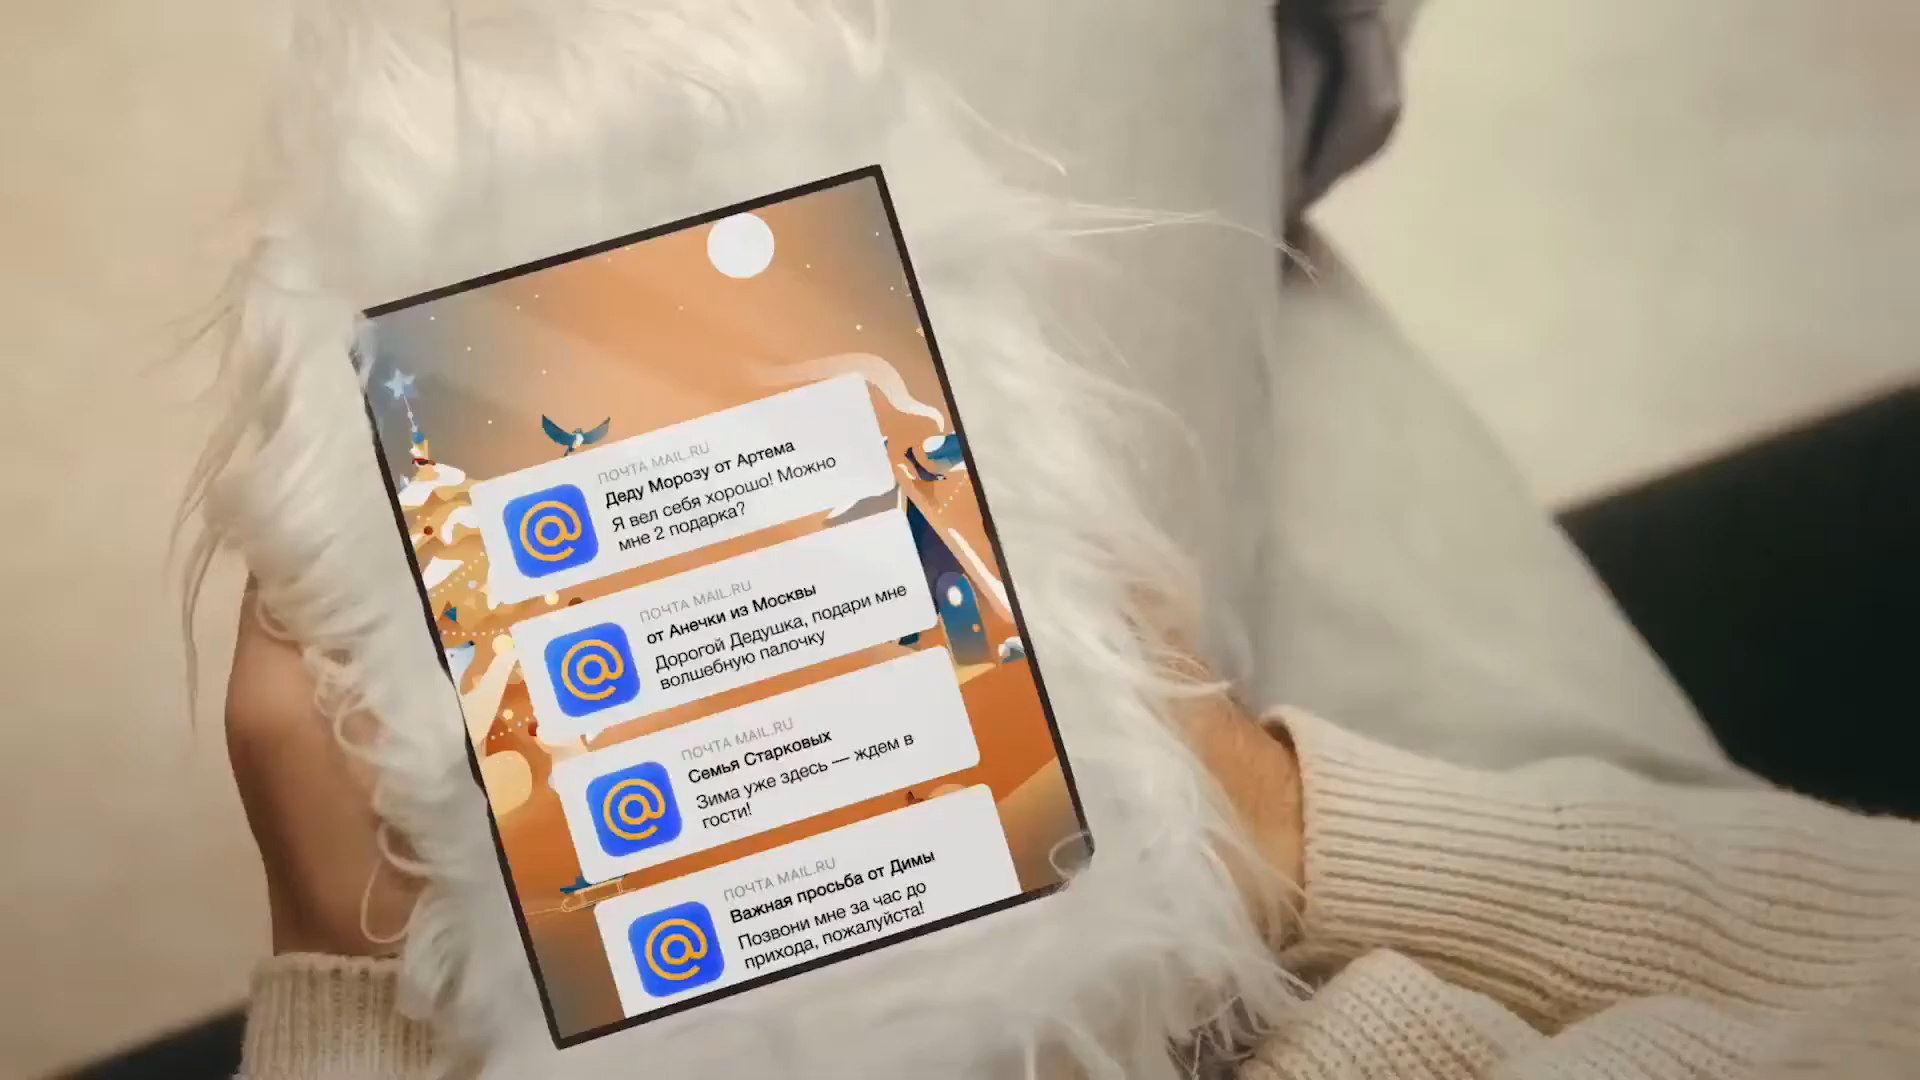 ПОЧТА MAIL.RU
Деду Морозу от Артема
Я вел себя хорошо! Можно
мне 2 подарка?
ПОЧТА MAIL.RU
от Анечки из Москвы
Дорогой Дедушка, подари мне
волшебную палочку
ПОЧТА MAIL.RU
Семья Старковых
Зима уже здесь — ждем в
гости!
ПОЧТА MAIL.RU
Важная просьба от Димы
Позвони мне за час до
прихода, пожалуйста!